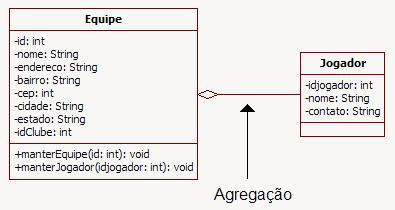 Equipe
-id: int
-nome: String
-endereco: String
-bairro: String
-cep: int
-cidade: String
-estado: String
-idClube: int
+manterEquipe(id: int): void
+manterJogador(idjogador: int): void
Jogador
-idjogador: int
-nome: String
-contato: String
Agregação